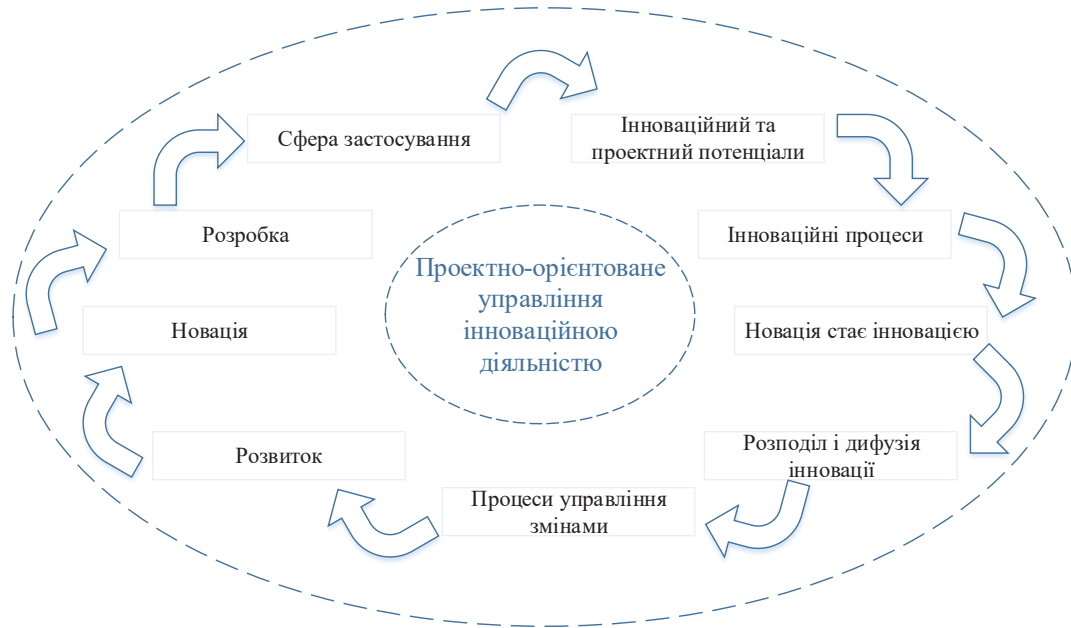 Сфера застосування
Інноваційний та
проектний потенціали
Розробка
Інноваційні процеси
Проектно-орієнтоване
управління
інноваційною
діяльністю
Новація
Новація стає інновацією
Розвиток
Розподіл і дифузія
інновації
Процеси управління
змінами